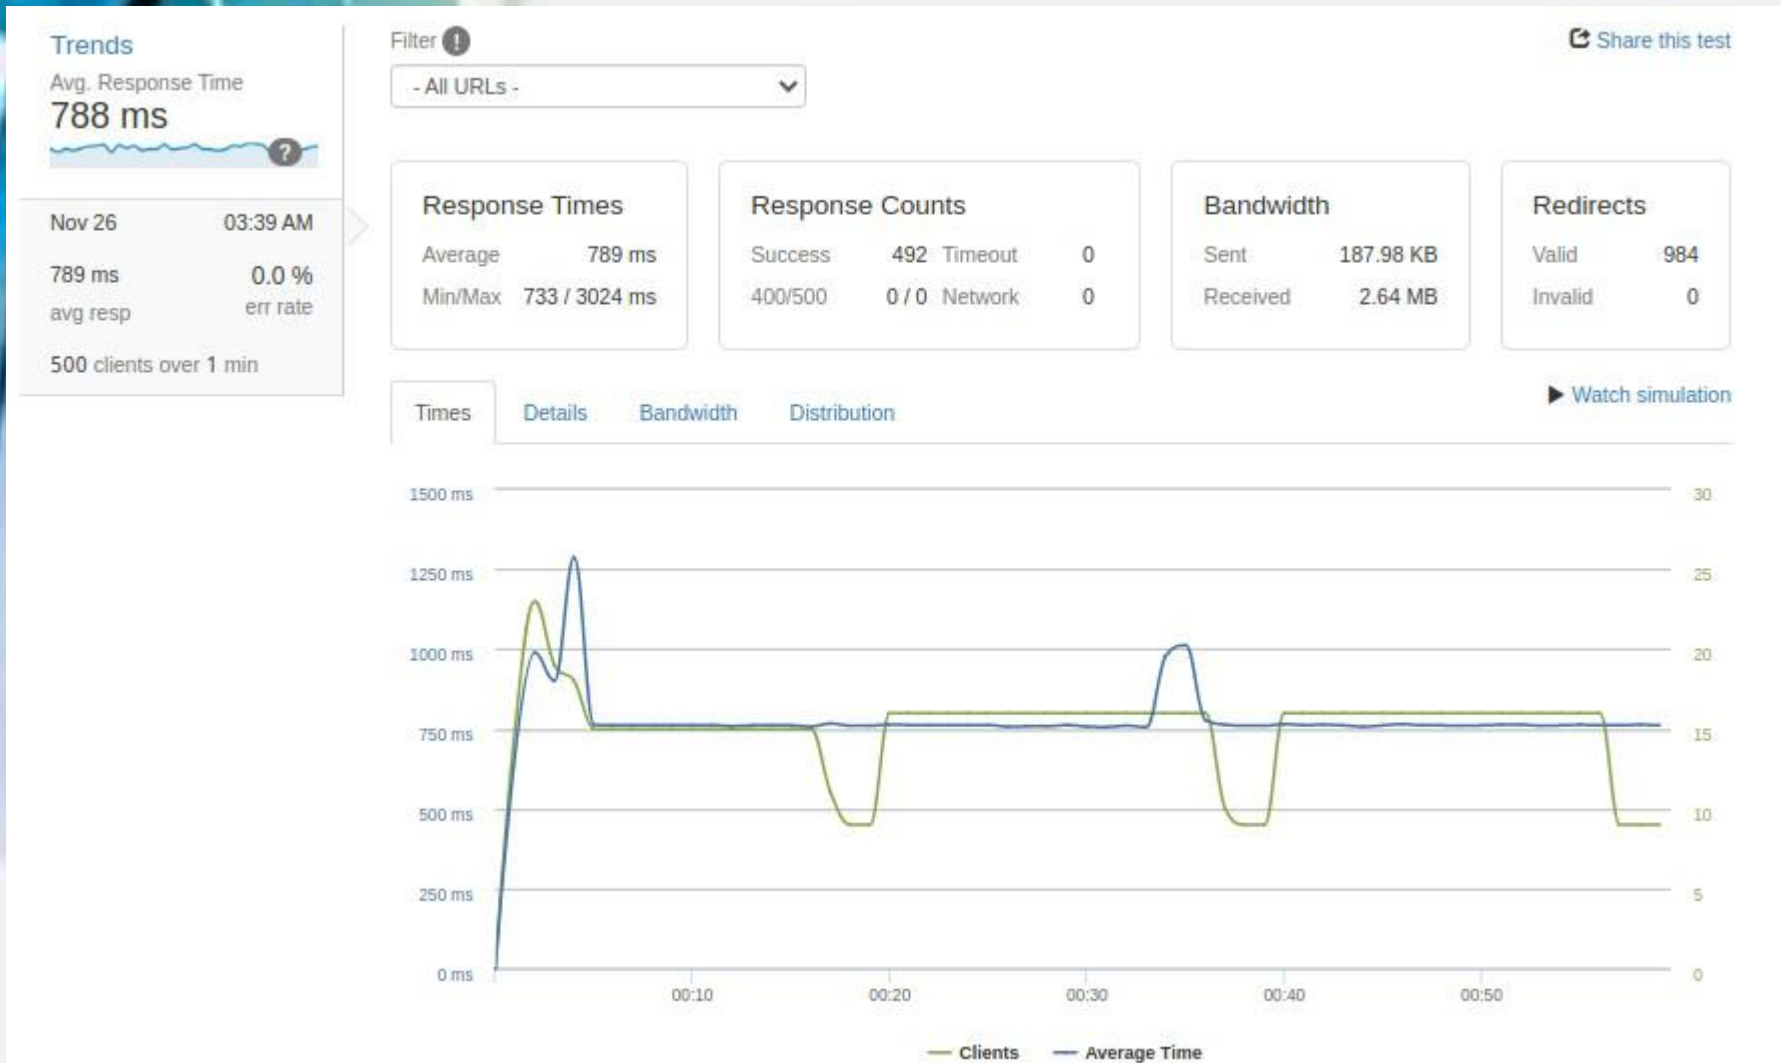 Trends
Avg. Response Time
788 ms
?
Nov 26 03:39 AM
789 ms 0.0 %
avg resp err rate
500 clients over 1 min
Filter !
- All URLs -
Share this test
Response Times
Average 789 ms
Min/Max 733 / 3024 ms
Response Counts
Success 492 Timeout 0
400/500 0 / 0 Network 0
Bandwidth
Sent 187.98 KB
Received 2.64 MB
Redirects
Valid 984
Invalid 0
Times Details Bandwidth Distribution
Watch simulation
1500 ms 30
1250 ms 25
1000 ms 20
750 ms 15
500 ms 10
250 ms 5
0 ms 0
00:10 00:20 00:30 00:40 00:50
Clients Average Time